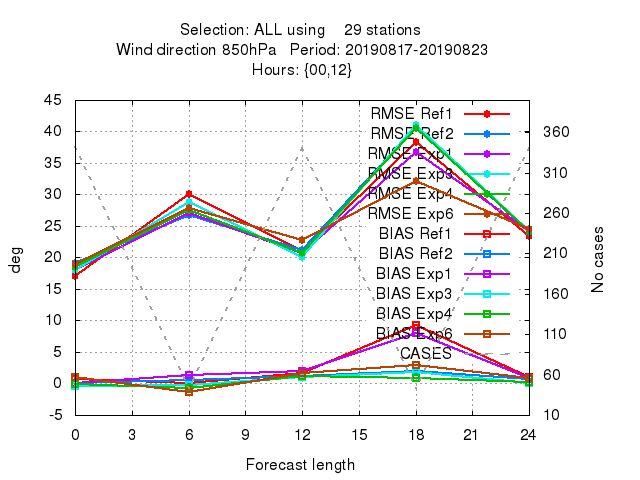 Selection: ALL using 29 stations
Wind direction 850hPa Period: 20190817-20190823
Hours: {00,12}
45
40
35
30
25
20
15
10
5
0
-5
deg
RMSE Ref1
RMSE Ref2
RMSE Exp1
RMSE Exp3
RMSE Exp4
RMSE Exp6
BIAS Ref1
BIAS Ref2
BIAS Exp1
BIAS Exp3
BIAS Exp4
BIAS Exp6
CASES
360
310
260
210
160
110
60
10
No cases
0 3 6 9 12 15 18 21 24
Forecast length